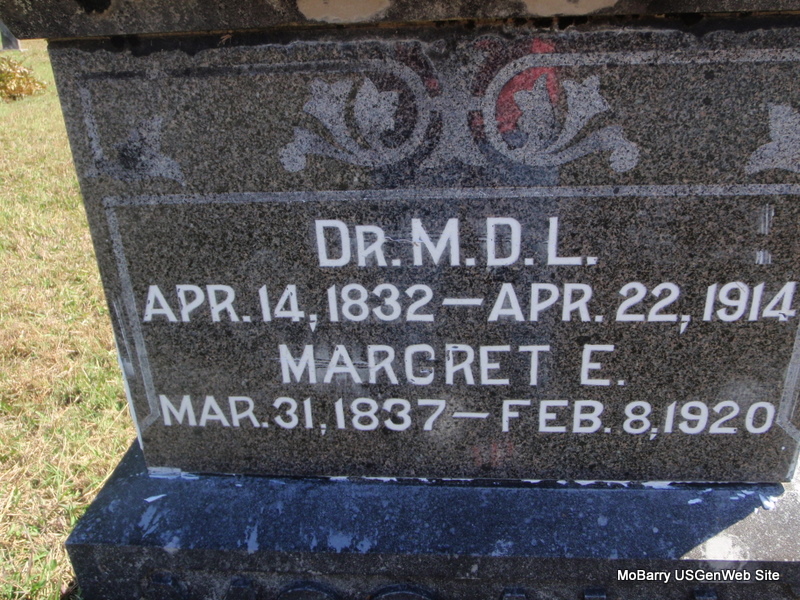 DR. M. D. L.
APR. 14, 1832 — APR. 22, 1914
MARGRET E.
MAR. 31, 1837 — FEB. 8, 1920
MoBarry USGenWeb Site